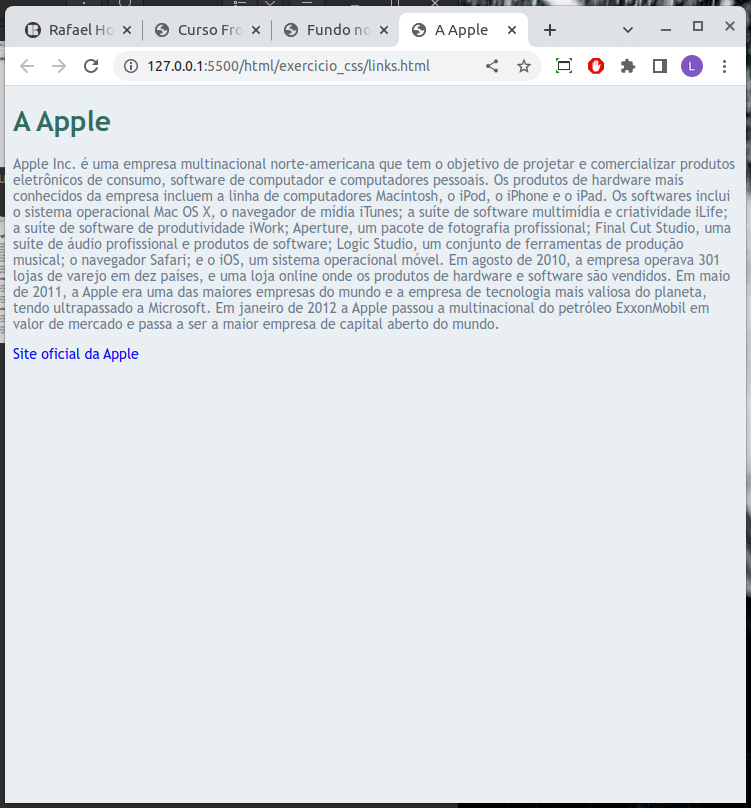 Rafael Ho
Curso Fro
Fundo no
A Apple
127.0.0.1:5500/html/exercicio_css/links.html
L
A Apple
Apple Inc. é uma empresa multinacional norte-americana que tem o objetivo de projetar e comercializar produtos
eletrônicos de consumo, software de computador e computadores pessoais. Os produtos de hardware mais
conhecidos da empresa incluem a linha de computadores Macintosh, o iPod, o iPhone e o iPad. Os softwares inclui
o sistema operacional Mac OS X, o navegador de mídia iTunes; a suíte de software multimídia e criatividade iLife;
a suíte de software de produtividade iWork; Aperture, um pacote de fotografia profissional; Final Cut Studio, uma
suíte de áudio profissional e produtos de software; Logic Studio, um conjunto de ferramentas de produção
musical; o navegador Safari; e o iOS, um sistema operacional móvel. Em agosto de 2010, a empresa operava 301
lojas de varejo em dez países, e uma loja online onde os produtos de hardware e software são vendidos. Em maio
de 2011, a Apple era uma das maiores empresas do mundo e a empresa de tecnologia mais valiosa do planeta,
tendo ultrapassado a Microsoft. Em janeiro de 2012 a Apple passou a multinacional do petróleo ExxonMobil em
valor de mercado e passa a ser a maior empresa de capital aberto do mundo.
Site oficial da Apple